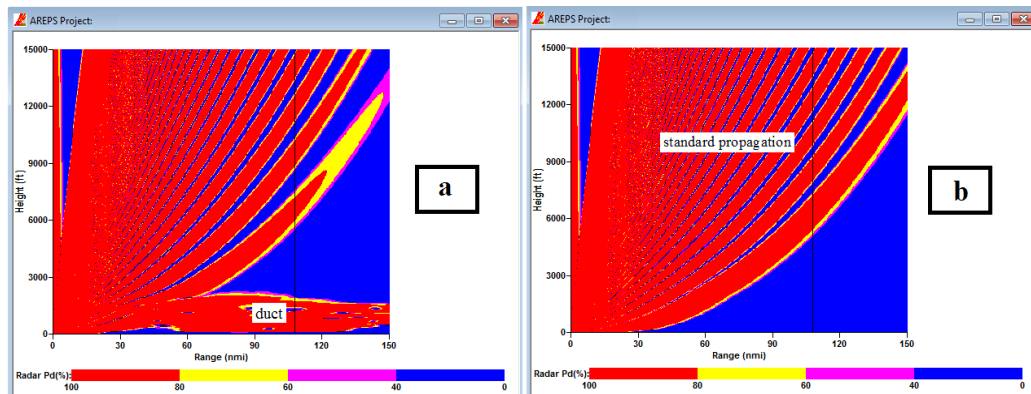 AREPS Project:
15000
12000
9000
6000
3000
0
Height (ft)
a
duct
0 30 60 90 120 150
Range (nmi)
Radar Pd(%):
100 80 60 40 0
AREPS Project:
15000
12000
9000
6000
3000
0
Height (ft)
standard propagation
b
0 30 60 90 120 150
Range (nmi)
Radar Pd(%):
100 80 60 40 0